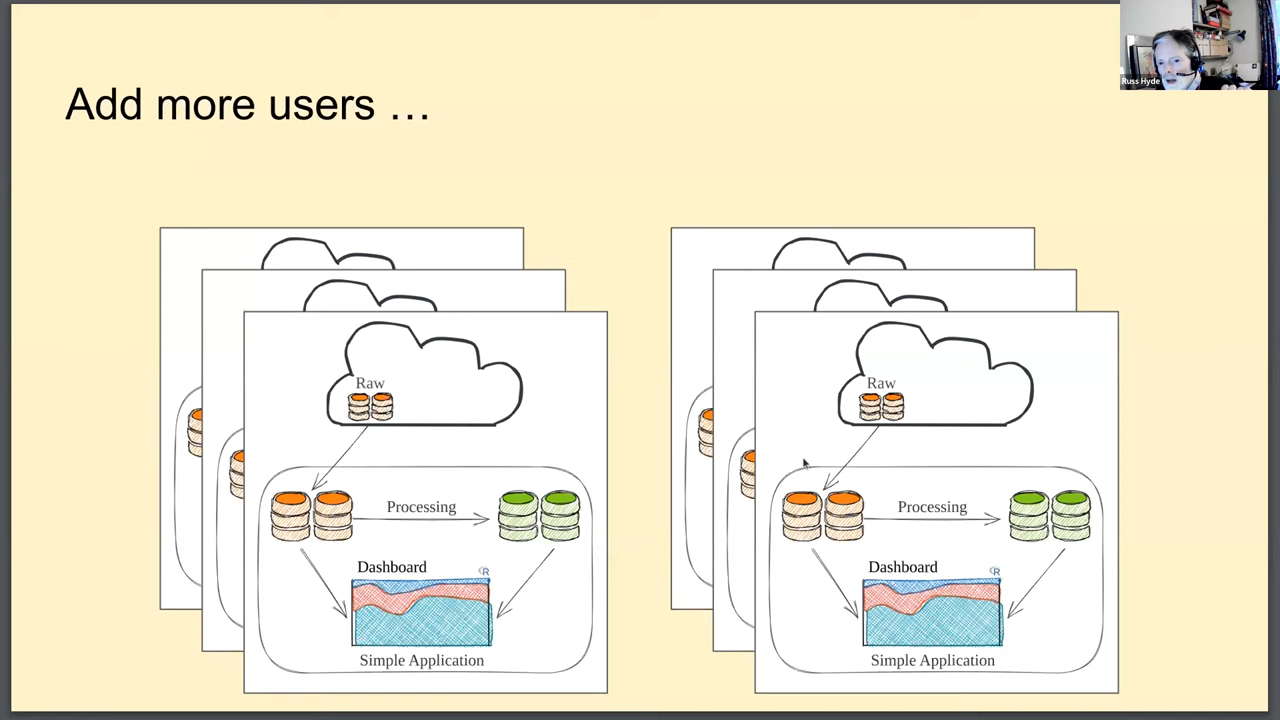 Russ Hyde
Add more users …
Raw
Processing
Dashboard
R
Simple Application
Raw
Processing
Dashboard
R
Simple Application